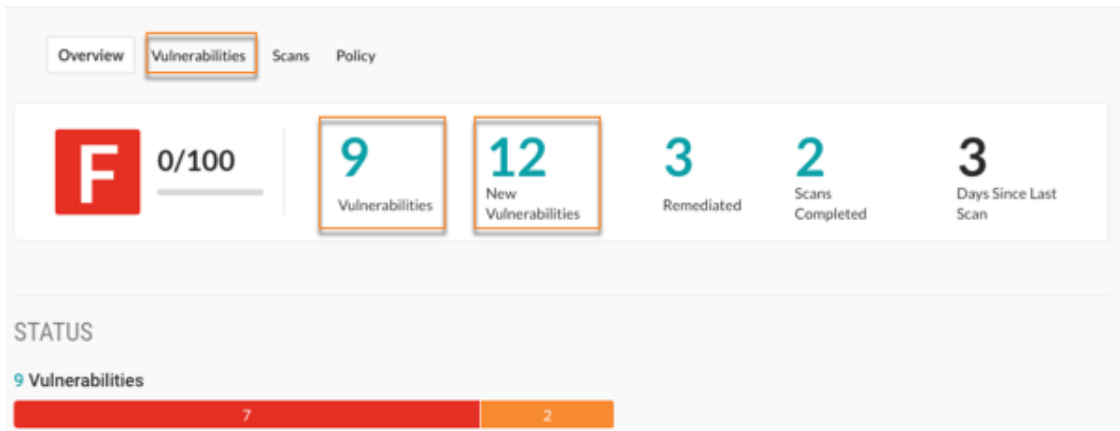 Overview Vulnerabilities Scans Policy
F 0/100
9
Vulnerabilities
12
New
Vulnerabilities
3
Remediated
2
Scans
Completed
3
Days Since Last
Scan
STATUS
9 Vulnerabilities
7 2